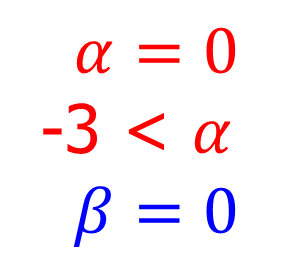 α = 0
-3 < α
β = 0